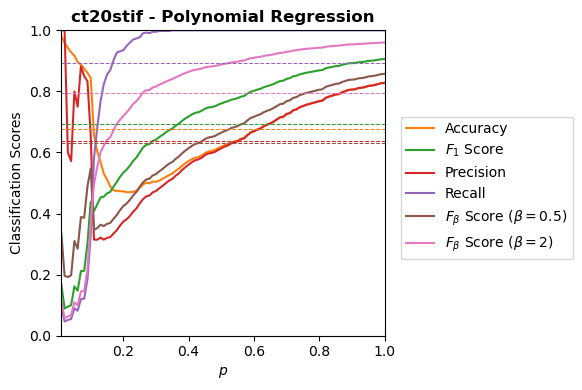 ct20stif - Polynomial Regression
Classification Scores
1.0
0.8
0.6
0.4
0.2
0.0
0.2
0.4
0.6
0.8
1.0
p
Accuracy
F₁ Score
Precision
Recall
Fᵦ Score (β = 0.5)
Fᵦ Score (β = 2)